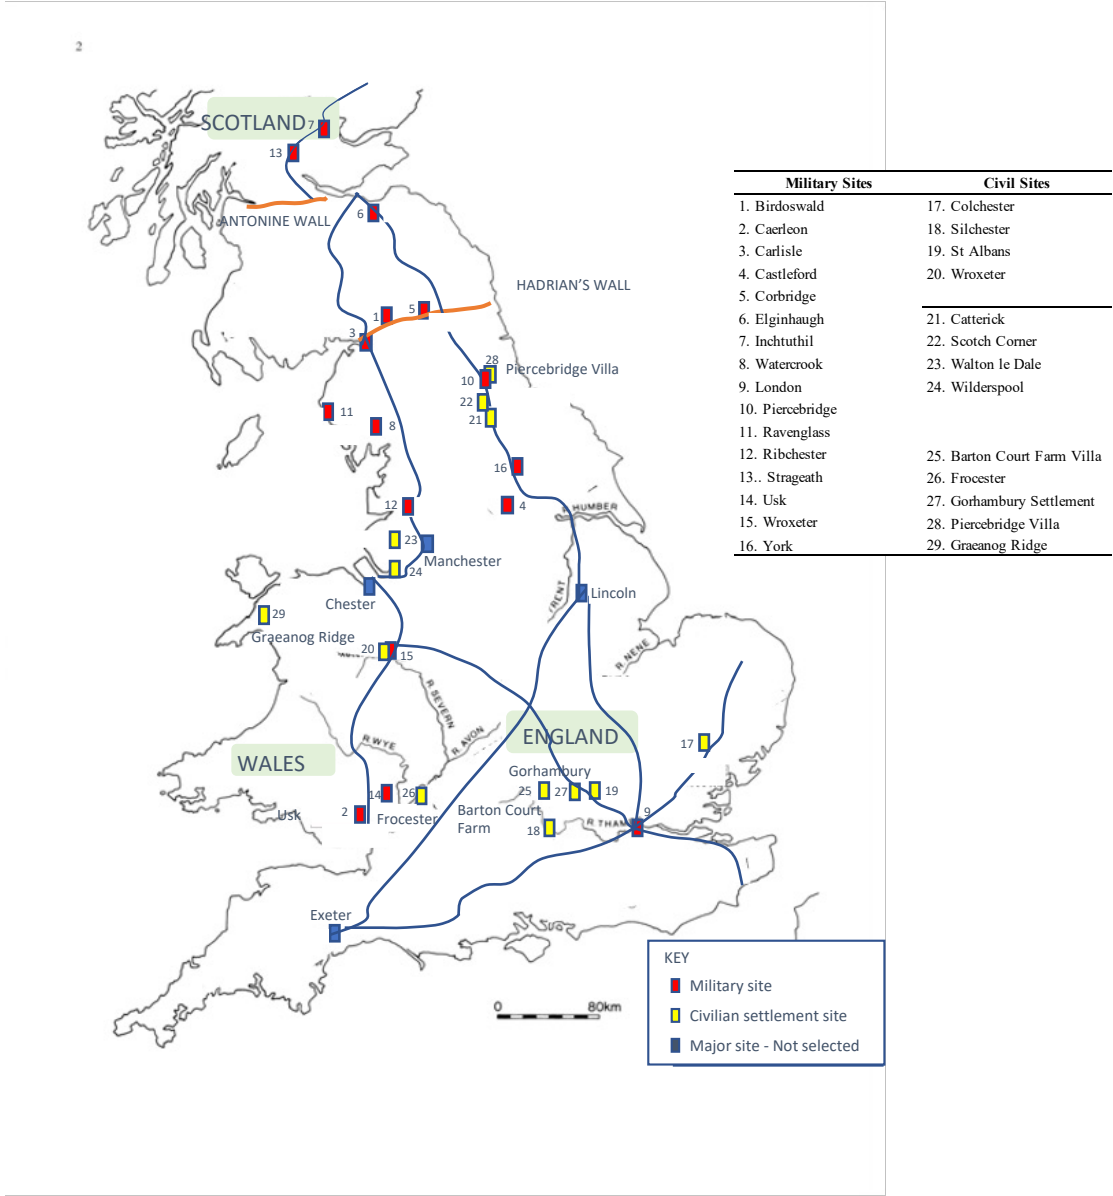 2
SCOTLAND
7
13
ANTONINE WALL
6
HADRIAN'S WALL
5
1
3
28
Piercebridge Villa
10
22
21
11
8
16
12
4
R. HUMBER
23
Manchester
24
Chester
TRENT
Lincoln
29
Graeanog Ridge
20
15
R. NENE
R. SEVERN
R. WYE
R. AVON
ENGLAND
17
WALES
Gorhambury
14
26
25
27
19
2
Usk
Frocester
Barton Court
Farm
18
R. THAM
9
Exeter
0 80km
KEY
Military site
Civilian settlement site
Major site - Not selected
Military Sites Civil Sites
1. Birdoswald 17. Colchester
2. Caerleon 18. Silchester
3. Carlisle 19. St Albans
4. Castleford 20. Wroxeter
5. Corbridge
6. Elginhaugh 21. Catterick
7. Inchtuthil 22. Scotch Corner
8. Watercrook 23. Walton le Dale
9. London 24. Wilderspool
10. Piercebridge
11. Ravenglass
12. Ribchester 25. Barton Court Farm Villa
13.. Strageath 26. Frocester
14. Usk 27. Gorhambury Settlement
15. Wroxeter 28. Piercebridge Villa
16. York 29. Graeanog Ridge